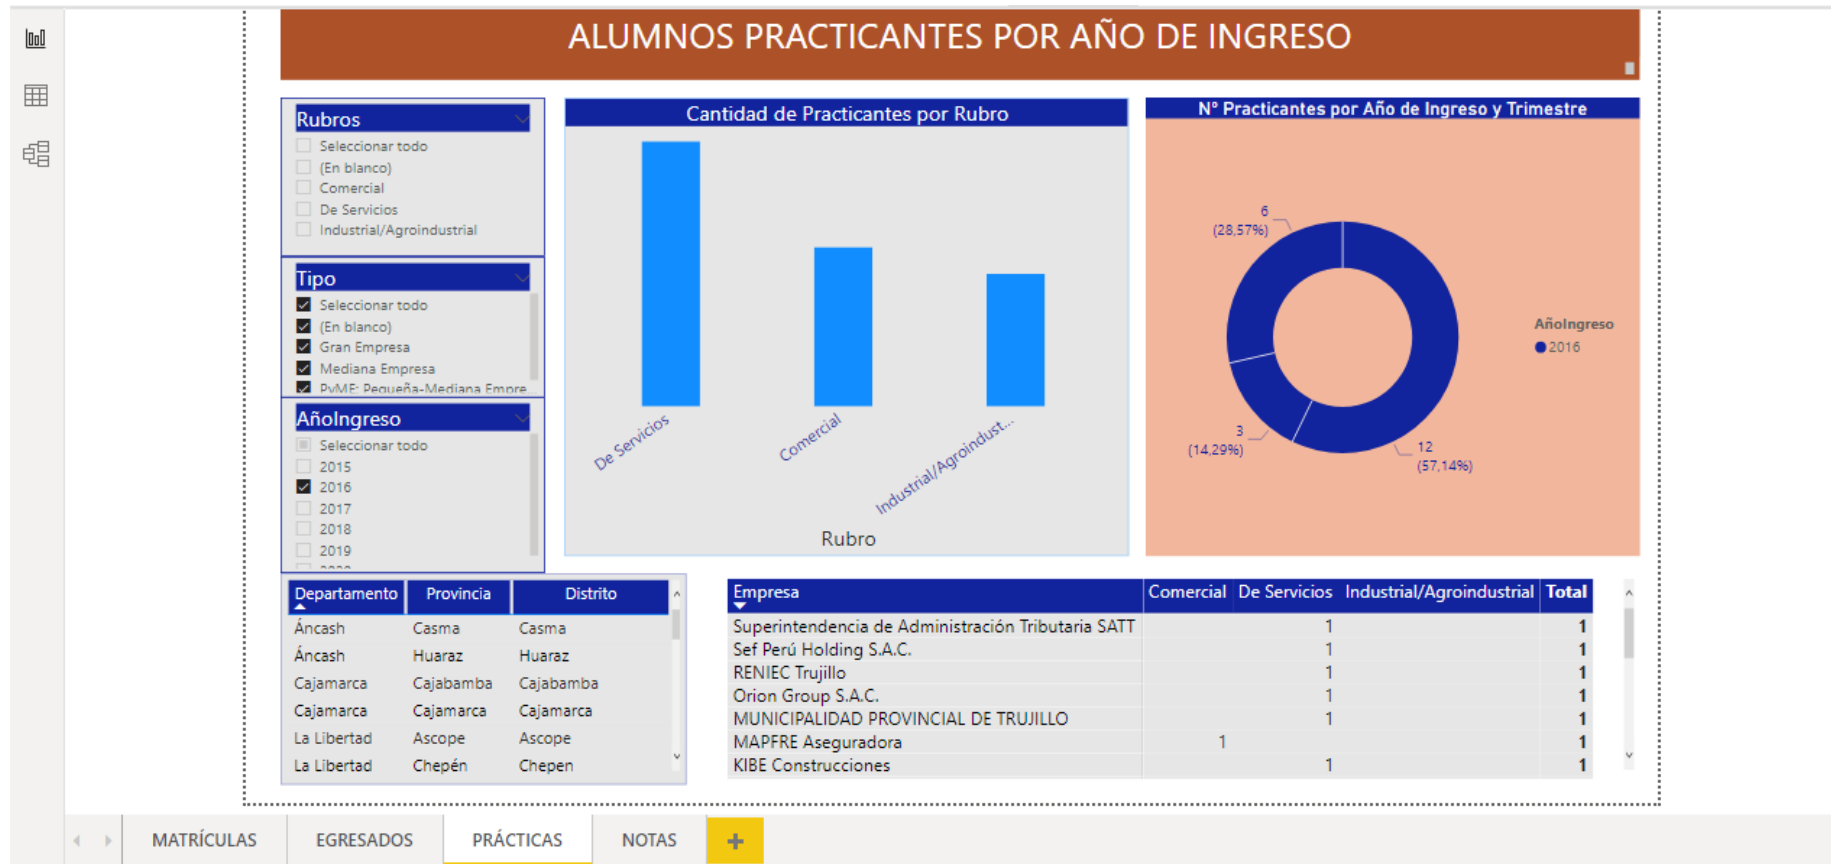 ALUMNOS PRACTICANTES POR AÑO DE INGRESO
Rubros
Seleccionar todo
(En blanco)
Comercial
De Servicios
Industrial/Agroindustrial
Tipo
Seleccionar todo
(En blanco)
Gran Empresa
Mediana Empresa
PyME: Pequeña-Mediana Empre...
AñoIngreso
Seleccionar todo
2015
2016
2017
2018
2019
Cantidad de Practicantes por Rubro
De Servicios
Comercial
Industrial/Agroindust...
Rubro
Nº Practicantes por Año de Ingreso y Trimestre
6
(28,57%)
3
(14,29%)
12
(57,14%)
AñoIngreso
2016
Departamento Provincia Distrito
Áncash Casma Casma
Áncash Huaraz Huaraz
Cajamarca Cajabamba Cajabamba
Cajamarca Cajamarca Cajamarca
La Libertad Ascope Ascope
La Libertad Chepén Chepen
Empresa Comercial De Servicios Industrial/Agroindustrial Total
Superintendencia de Administración Tributaria SATT 1 1
Sef Perú Holding S.A.C. 1 1
RENIEC Trujillo 1 1
Orion Group S.A.C. 1 1
MUNICIPALIDAD PROVINCIAL DE TRUJILLO 1 1
MAPFRE Aseguradora 1 1
KIBE Construcciones 1 1
MATRÍCULAS EGRESADOS PRÁCTICAS NOTAS +